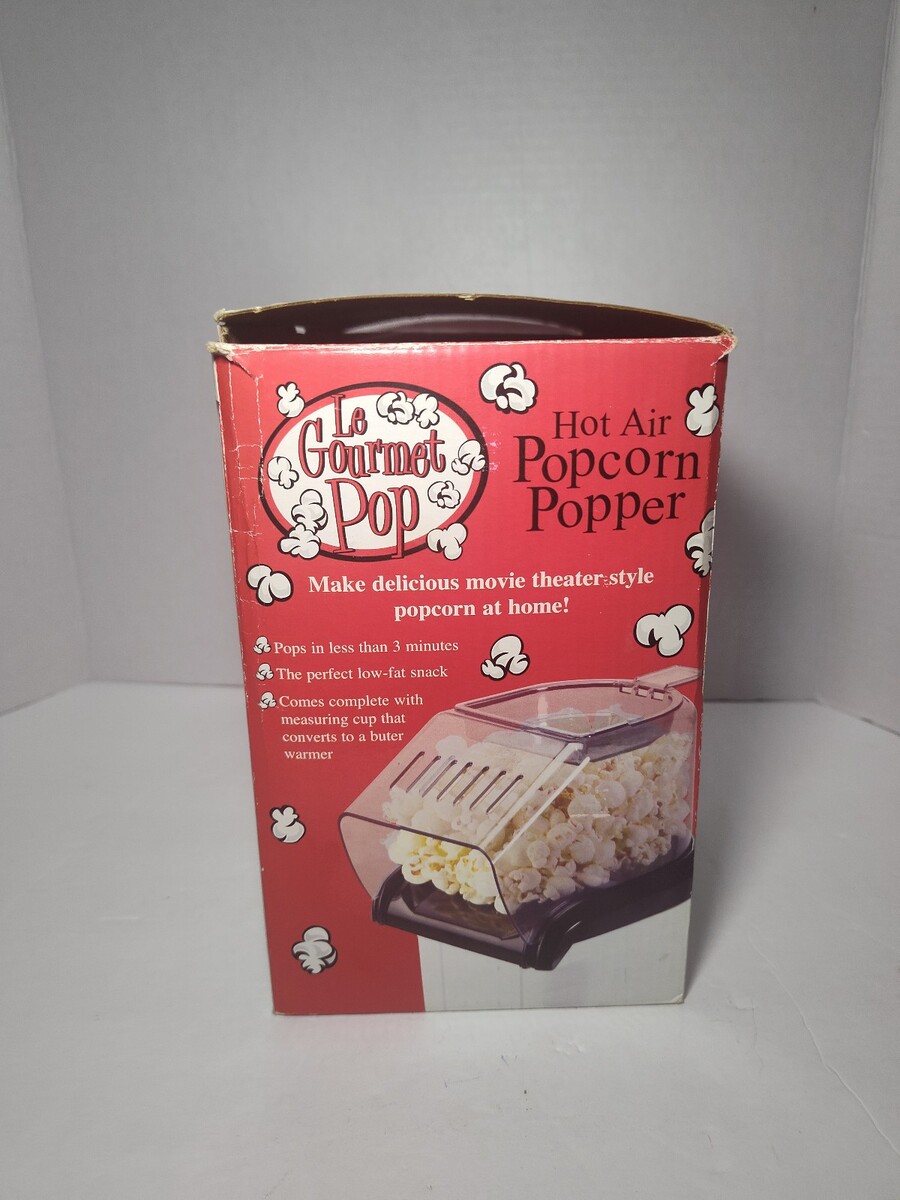 Le
Gourmet
Pop
Hot Air
Popcorn
Popper
Make delicious movie theater-style
popcorn at home!
Pops in less than 3 minutes
The perfect low-fat snack
Comes complete with
measuring cup that
converts to a buter
warmer